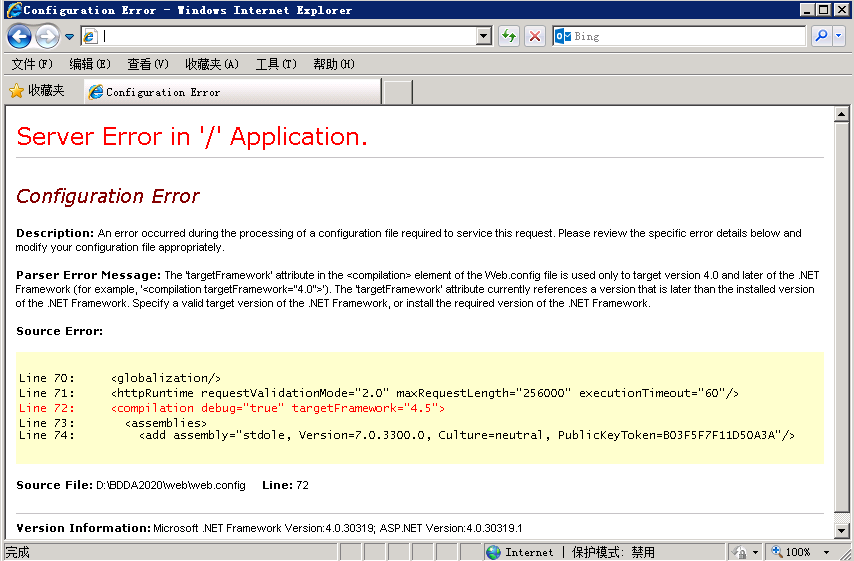 Configuration Error - Windows Internet Explorer
Bing
文件(F) 编辑(E) 查看(V) 收藏夹(A) 工具(T) 帮助(H)
收藏夹 Configuration Error
Server Error in '/' Application.
Configuration Error
Description: An error occurred during the processing of a configuration file required to service this request. Please review the specific error details below and
modify your configuration file appropriately.
Parser Error Message: The 'targetFramework' attribute in the <compilation> element of the Web.config file is used only to target version 4.0 and later of the .NET
Framework (for example, '<compilation targetFramework="4.0">'). The 'targetFramework' attribute currently references a version that is later than the installed version
of the .NET Framework. Specify a valid target version of the .NET Framework, or install the required version of the .NET Framework.
Source Error:
Line 70: <globalization/>
Line 71: <httpRuntime requestValidationMode="2.0" maxRequestLength="256000" executionTimeout="60"/>
Line 72: <compilation debug="true" targetFramework="4.5">
Line 73: <assemblies>
Line 74: <add assembly="stdole, Version=7.0.3300.0, Culture=neutral, PublicKeyToken=B03F5F7F11D50A3A"/>
Source File: D:\BDDA2020\web\web.config Line: 72
Version Information: Microsoft .NET Framework Version:4.0.30319; ASP.NET Version:4.0.30319.1
完成 Internet | 保护模式: 禁用 100%